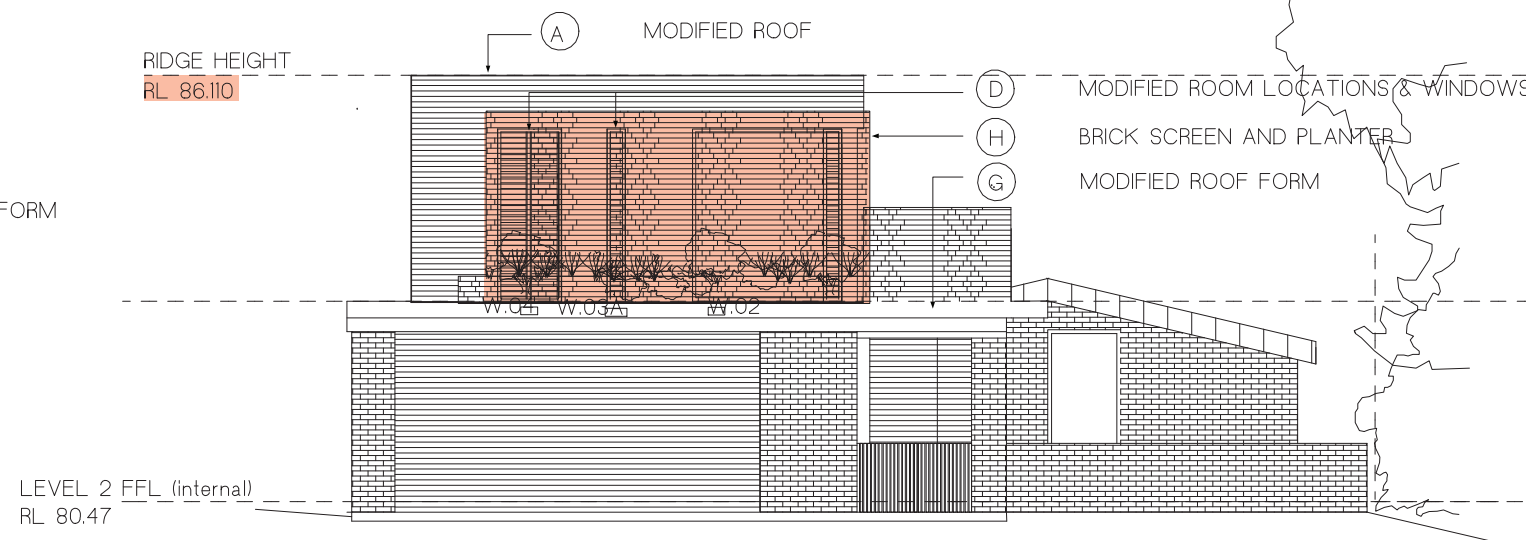 A MODIFIED ROOF
RIDGE HEIGHT
RL 86.110
D MODIFIED ROOM LOCATIONS & WINDOWS
H BRICK SCREEN AND PLANTER
G MODIFIED ROOF FORM
FORM
W.04 W.03A W.02
LEVEL 2 FFL (internal)
RL 80.47